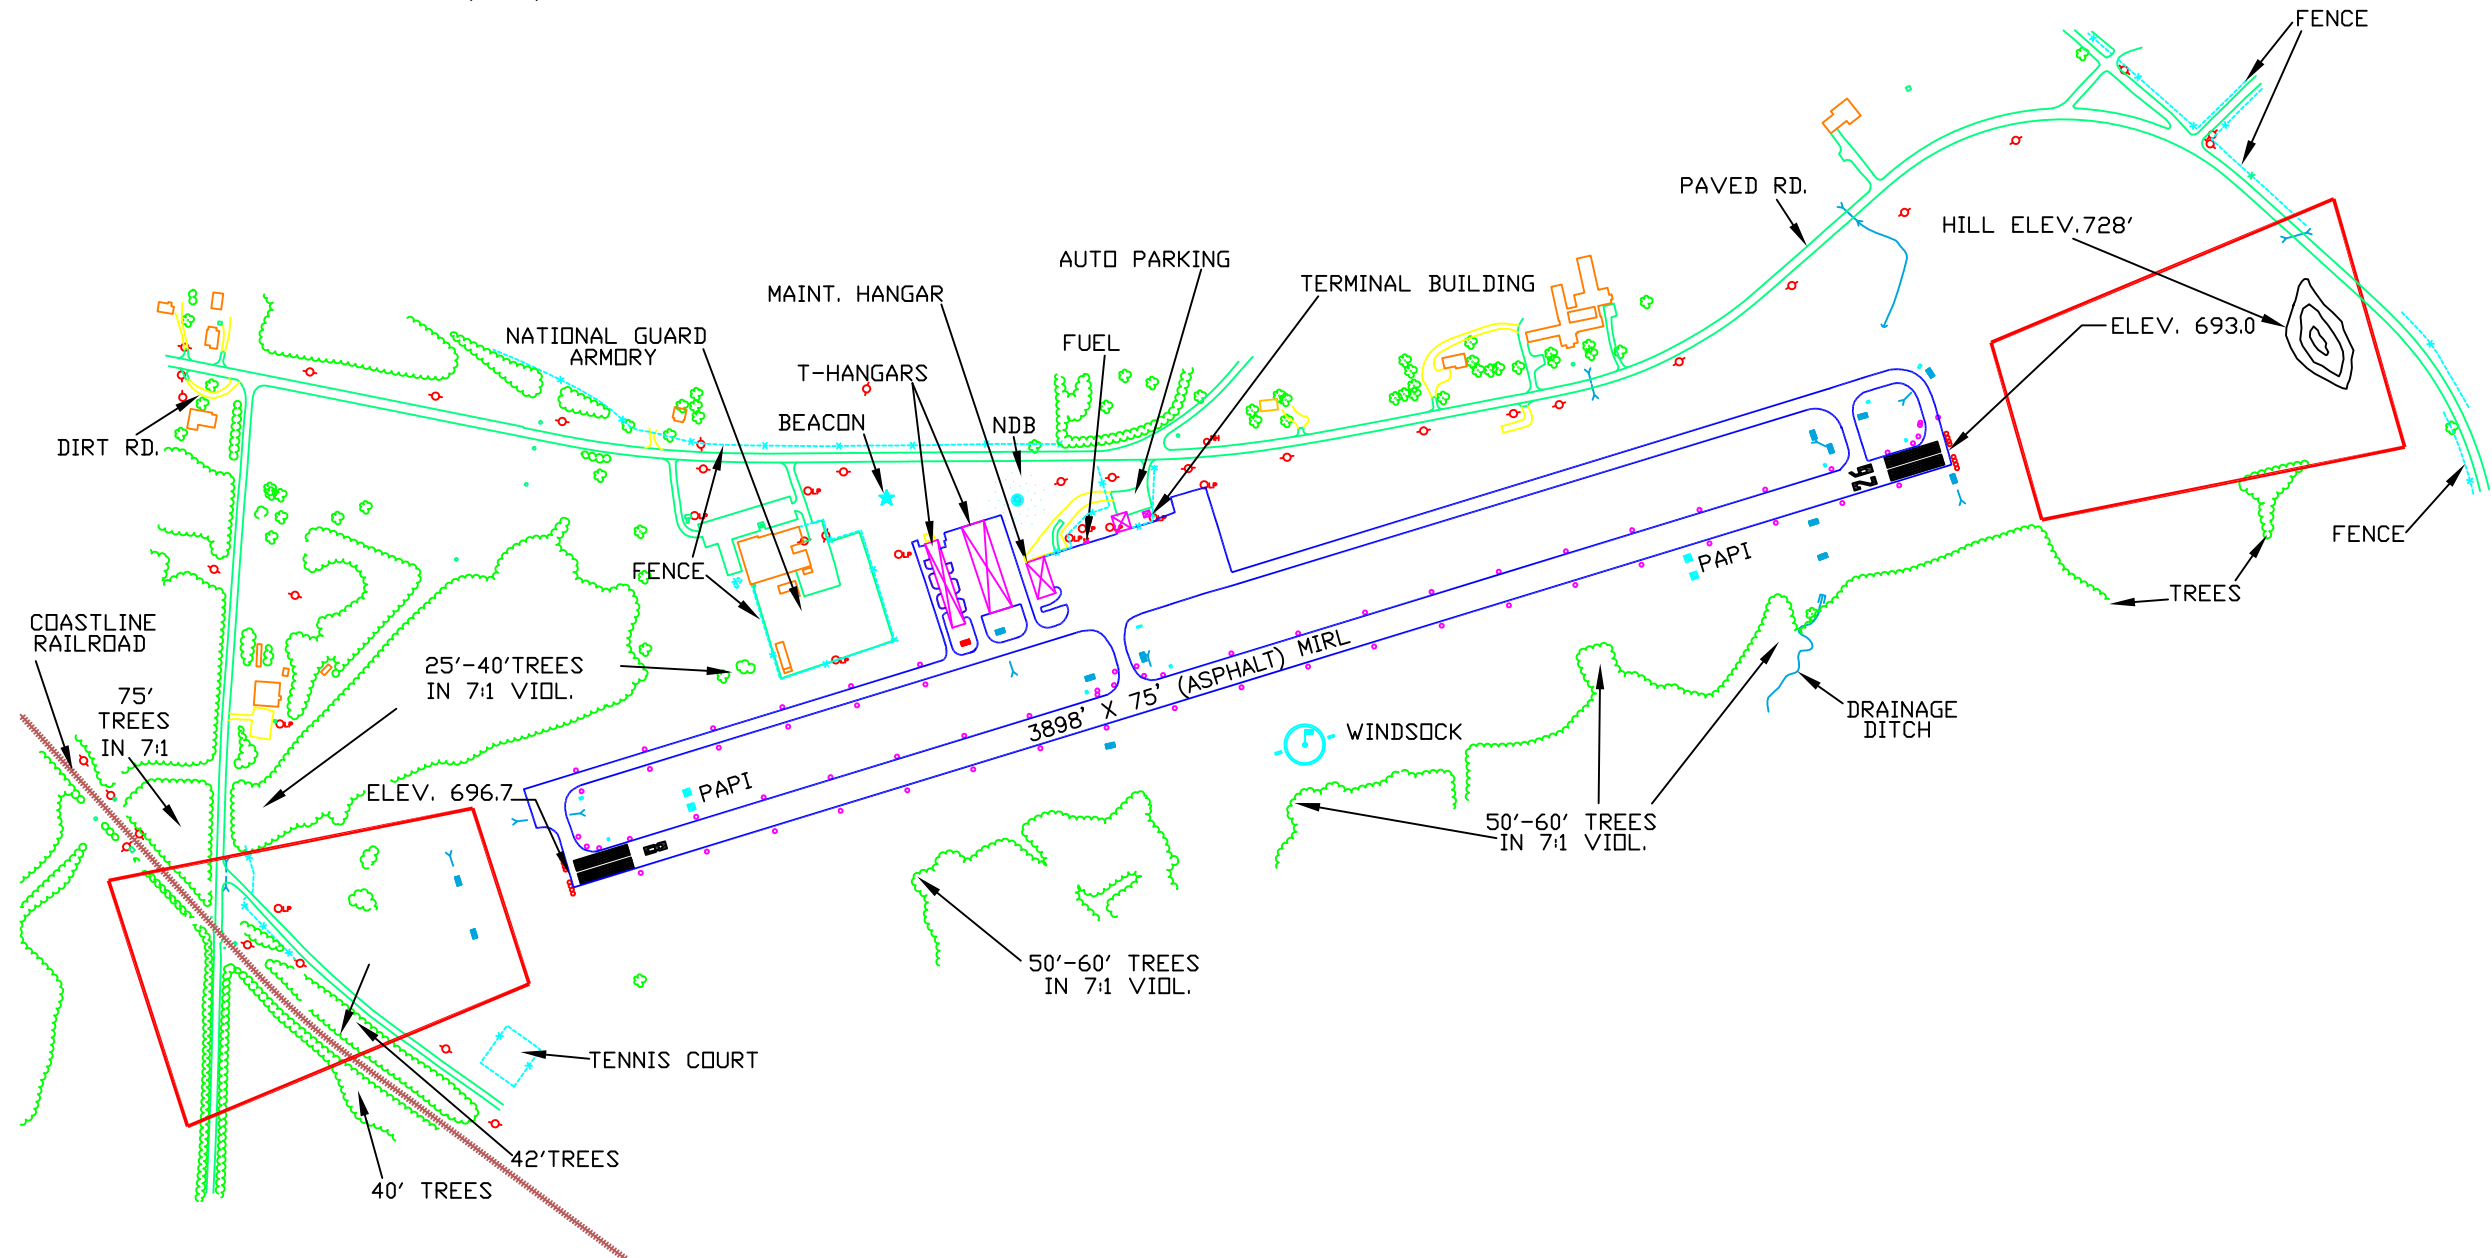 FENCE
PAVED RD.
HILL ELEV.728'
AUTO PARKING
TERMINAL BUILDING
MAINT. HANGAR
ELEV. 693.0
NATIONAL GUARD
ARMORY
FUEL
T-HANGARS
BEACON
NDB
DIRT RD.
26
FENCE
FENCE
PAPI
TREES
COASTLINE
RAILROAD
25'-40'TREES
IN 7:1 VIOL.
75'
TREES
IN 7:1
3898' X 75' (ASPHALT) MIRL
WINDSOCK
DRAINAGE
DITCH
ELEV. 696.7
PAPI
8
50'-60' TREES
IN 7:1 VIOL.
50'-60' TREES
IN 7:1 VIOL.
TENNIS COURT
42'TREES
40' TREES